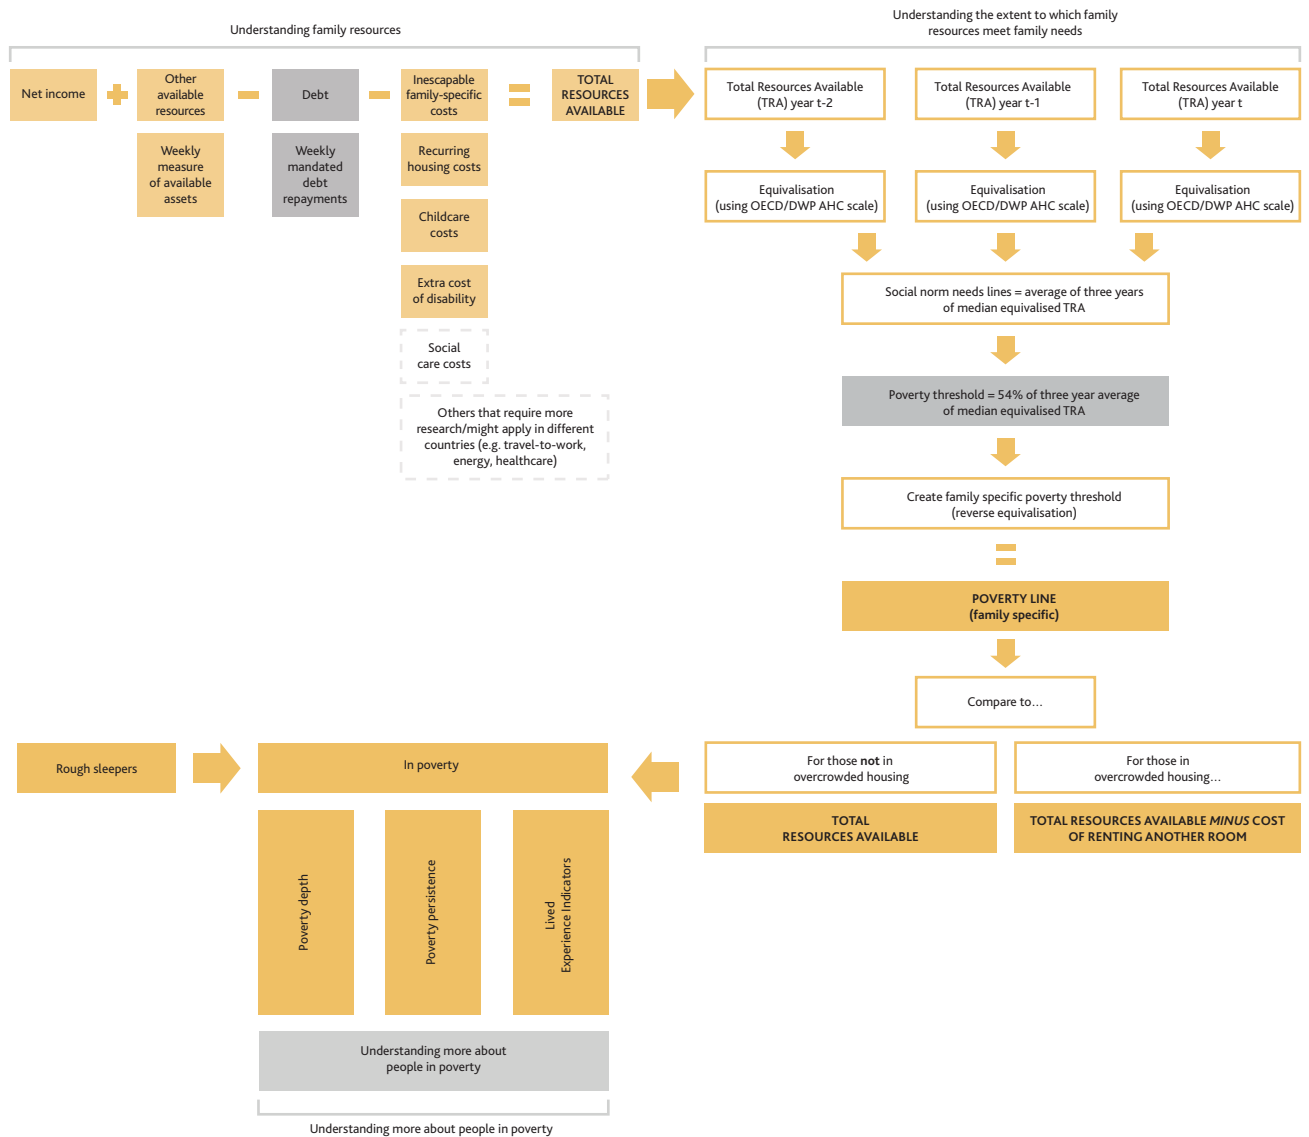 Understanding family resources
Understanding the extent to which family
resources meet family needs
Net income
Other
available
resources
Debt
Inescapable
family-specific
costs
TOTAL
RESOURCES
AVAILABLE
Weekly
measure
of available
assets
Weekly
mandated
debt
repayments
Recurring
housing costs
Childcare
costs
Extra cost
of disability
Social
care costs
Others that require more
research/might apply in different
countries (e.g. travel-to-work,
energy, healthcare)
Total Resources Available
(TRA) year t-2
Total Resources Available
(TRA) year t-1
Total Resources Available
(TRA) year t
Equivalisation
(using OECD/DWP AHC scale)
Equivalisation
(using OECD/DWP AHC scale)
Equivalisation
(using OECD/DWP AHC scale)
Social norm needs lines = average of three years
of median equivalised TRA
Poverty threshold = 54% of three year average
of median equivalised TRA
Create family specific poverty threshold
(reverse equivalisation)
POVERTY LINE
(family specific)
Compare to…
For those not in
overcrowded housing
For those in
overcrowded housing…
TOTAL
RESOURCES AVAILABLE
TOTAL RESOURCES AVAILABLE MINUS COST
OF RENTING ANOTHER ROOM
Rough sleepers
In poverty
Poverty depth
Poverty persistence
Lived
Experience Indicators
Understanding more about
people in poverty
Understanding more about people in poverty